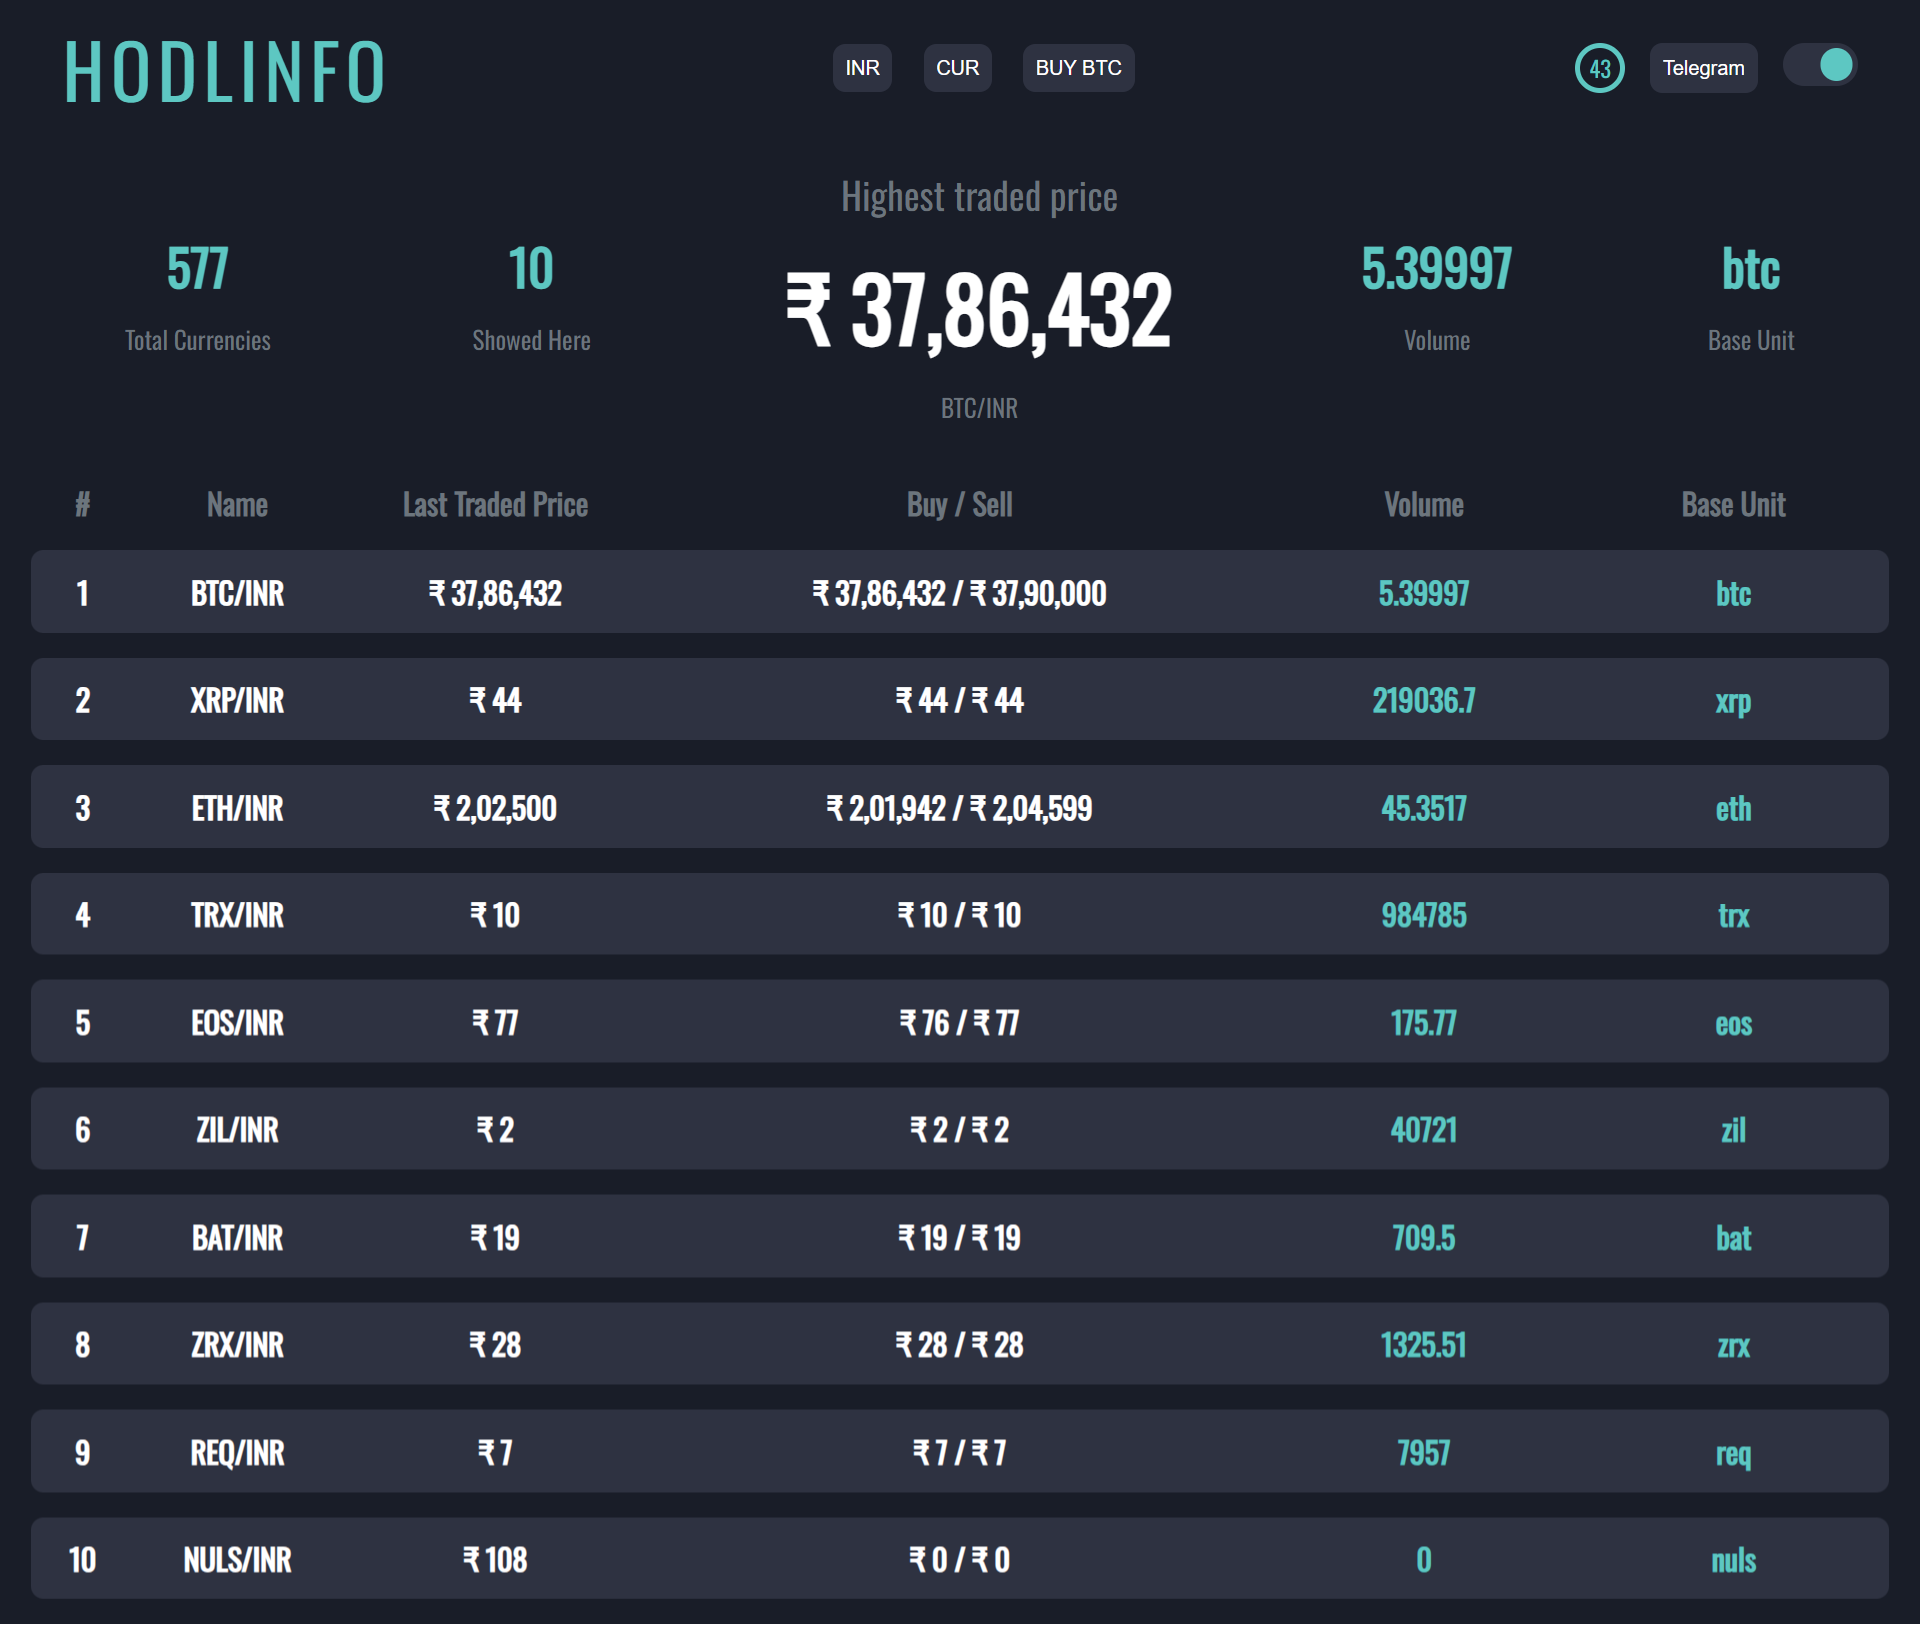 HODLINFO
INR CUR BUY BTC
43 Telegram
Highest traded price
577 10 ₹ 37,86,432 5.39997 btc
Total Currencies Showed Here Volume Base Unit
BTC/INR
# Name Last Traded Price Buy / Sell Volume Base Unit
1 BTC/INR ₹ 37,86,432 ₹ 37,86,432 / ₹ 37,90,000 5.39997 btc
2 XRP/INR ₹ 44 ₹ 44 / ₹ 44 219036.7 xrp
3 ETH/INR ₹ 2,02,500 ₹ 2,01,942 / ₹ 2,04,599 45.3517 eth
4 TRX/INR ₹ 10 ₹ 10 / ₹ 10 984785 trx
5 EOS/INR ₹ 77 ₹ 76 / ₹ 77 175.77 eos
6 ZIL/INR ₹ 2 ₹ 2 / ₹ 2 40721 zil
7 BAT/INR ₹ 19 ₹ 19 / ₹ 19 709.5 bat
8 ZRX/INR ₹ 28 ₹ 28 / ₹ 28 1325.51 zrx
9 REQ/INR ₹ 7 ₹ 7 / ₹ 7 7957 req
10 NULS/INR ₹ 108 ₹ 0 / ₹ 0 0 nuls